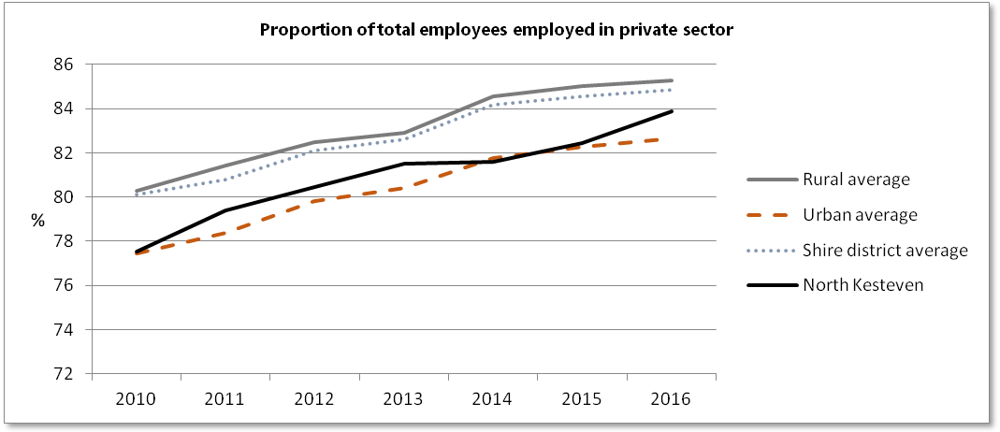 Proportion of total employees employed in private sector
86
84
82
80
78
76
74
72
%
2010 2011 2012 2013 2014 2015 2016
Rural average
Urban average
Shire district average
North Kesteven